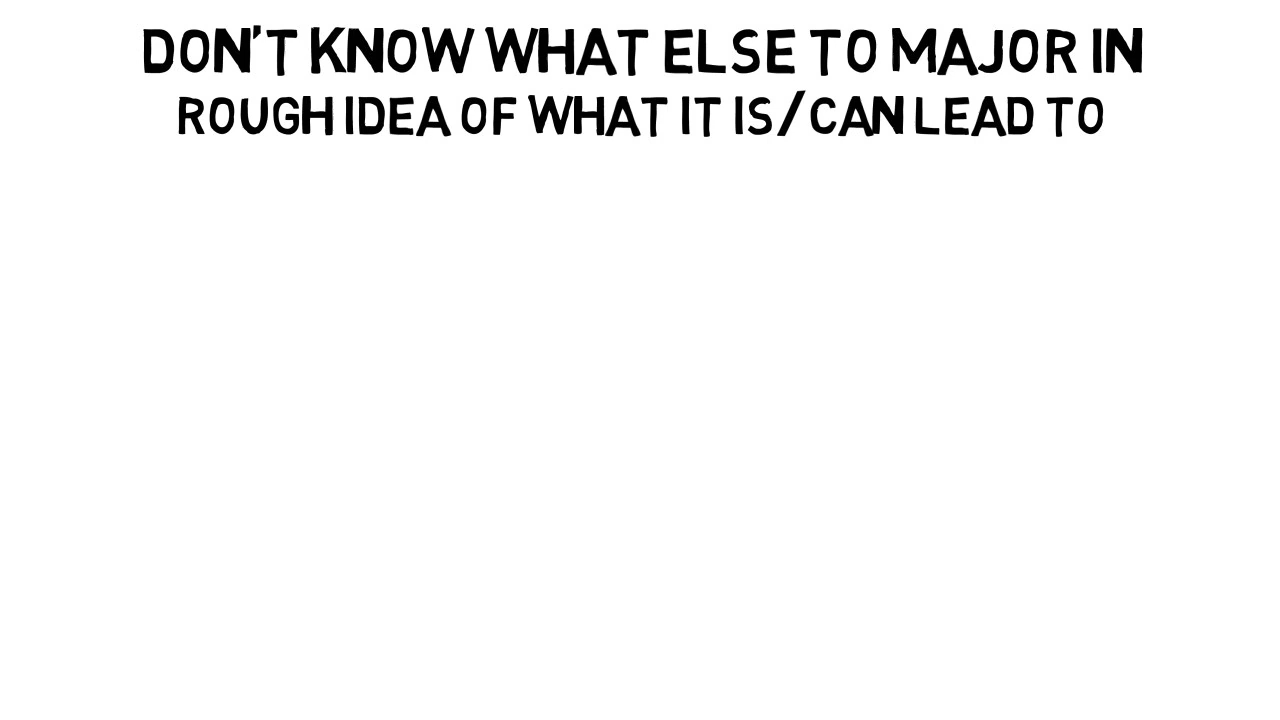 DON'T KNOW WHAT ELSE TO MAJOR IN
ROUGH IDEA OF WHAT IT IS/CAN LEAD TO